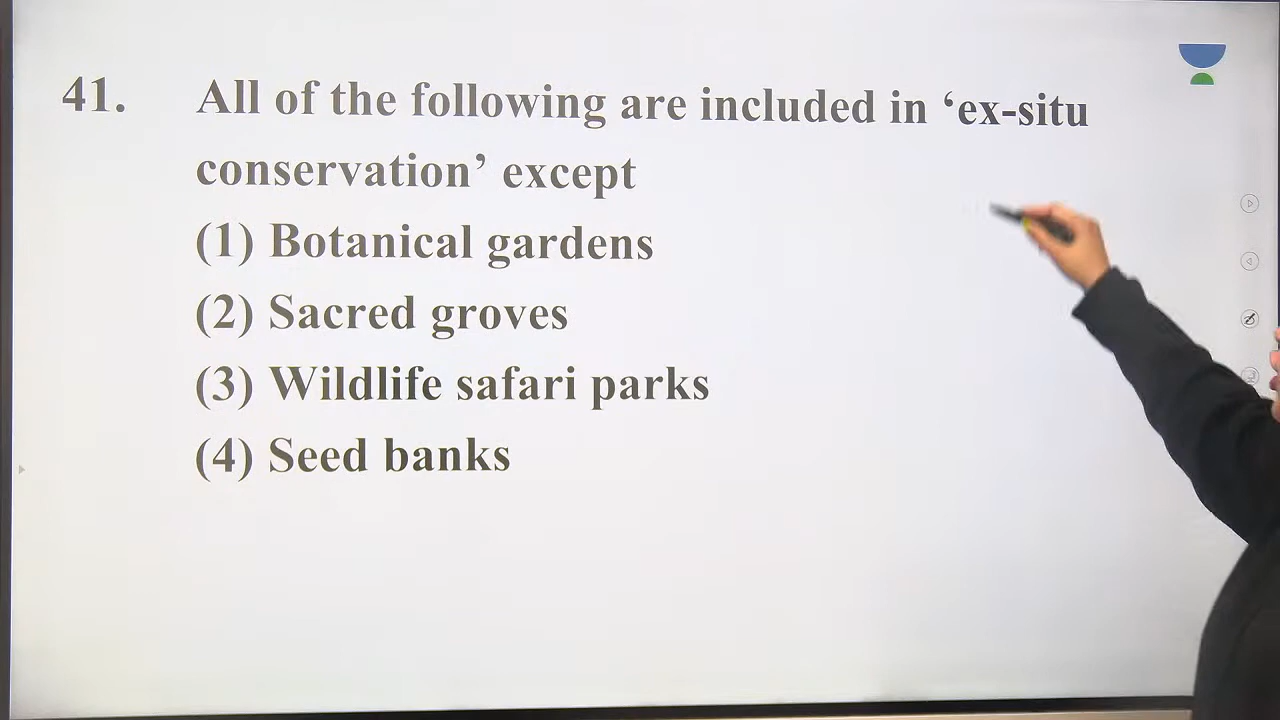 41. All of the following are included in ‘ex-situ
conservation’ except
(1) Botanical gardens
(2) Sacred groves
(3) Wildlife safari parks
(4) Seed banks